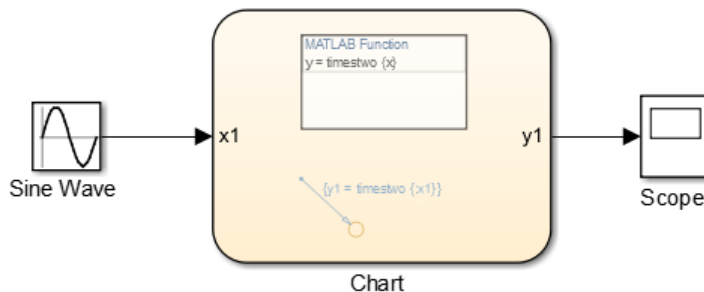 MATLAB Function
y = timestwo {x}
x1
y1
{y1 = timestwo {x1}}
Sine Wave
Scope
Chart